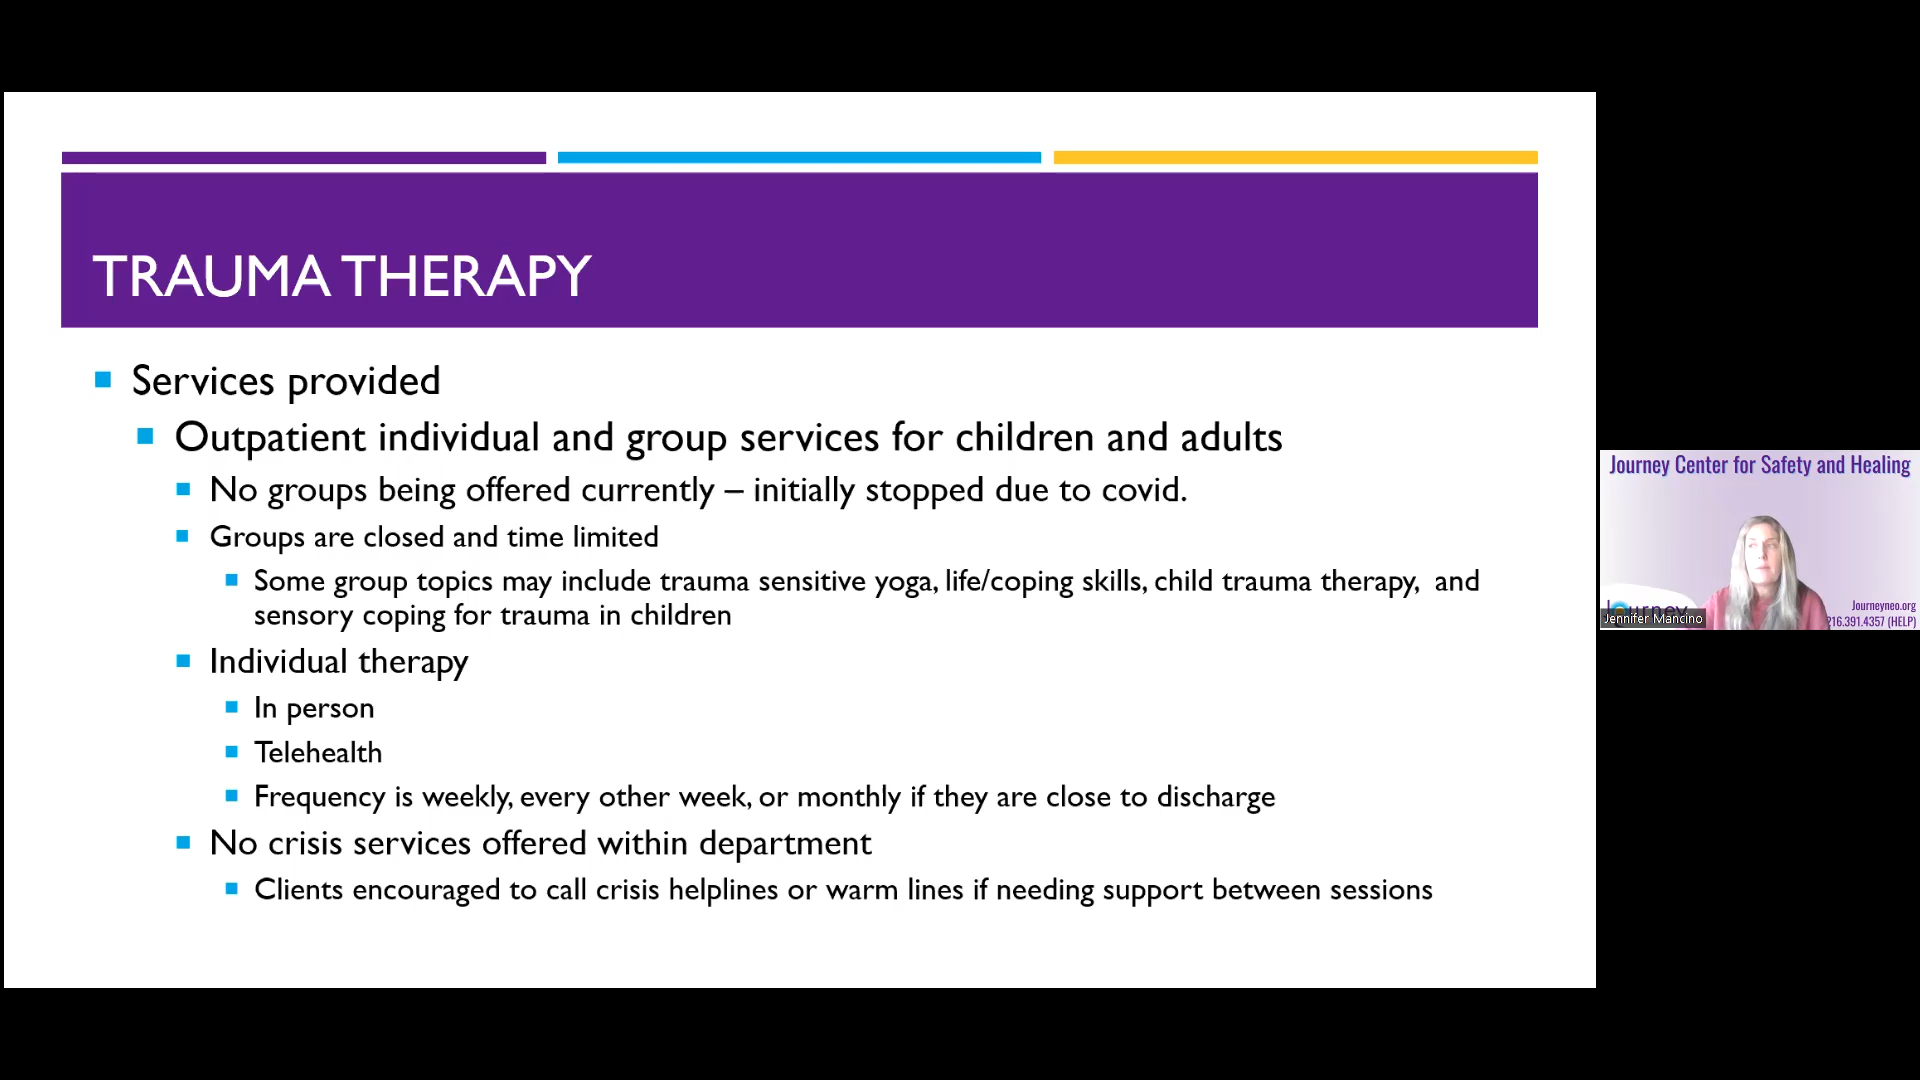 TRAUMA THERAPY
Services provided
Outpatient individual and group services for children and adults
No groups being offered currently – initially stopped due to covid.
Groups are closed and time limited
Some group topics may include trauma sensitive yoga, life/coping skills, child trauma therapy, and
sensory coping for trauma in children
Individual therapy
In person
Telehealth
Frequency is weekly, every other week, or monthly if they are close to discharge
No crisis services offered within department
Clients encouraged to call crisis helplines or warm lines if needing support between sessions
Journey Center for Safety and Healing
Journey
Jennifer Mancino
Journeyneo.org
216.391.4357 (HELP)